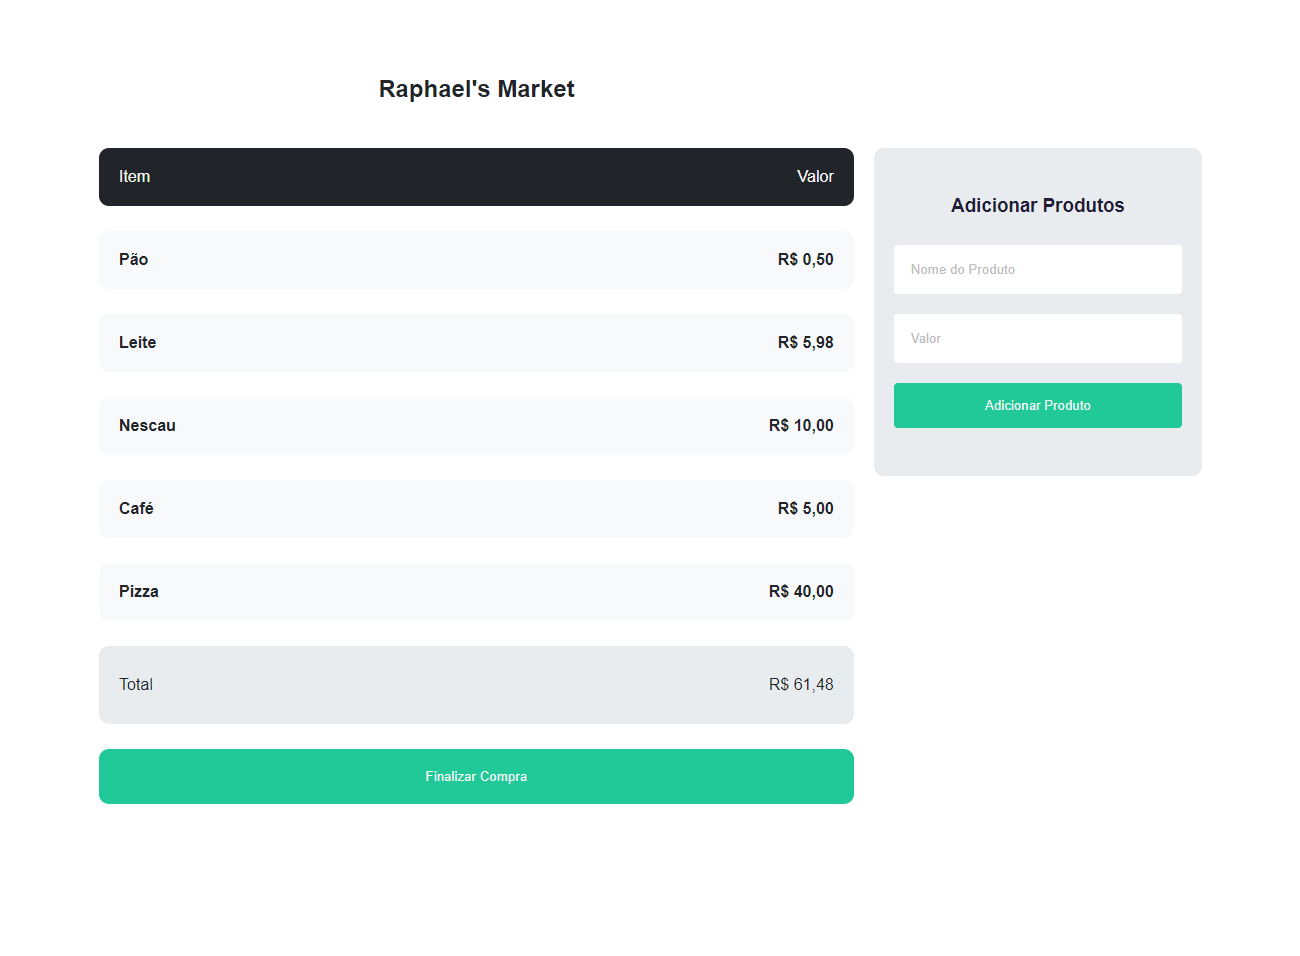 Raphael's Market
Item Valor
Pão R$ 0,50
Leite R$ 5,98
Nescau R$ 10,00
Café R$ 5,00
Pizza R$ 40,00
Total R$ 61,48
Finalizar Compra
Adicionar Produtos
Nome do Produto
Valor
Adicionar Produto